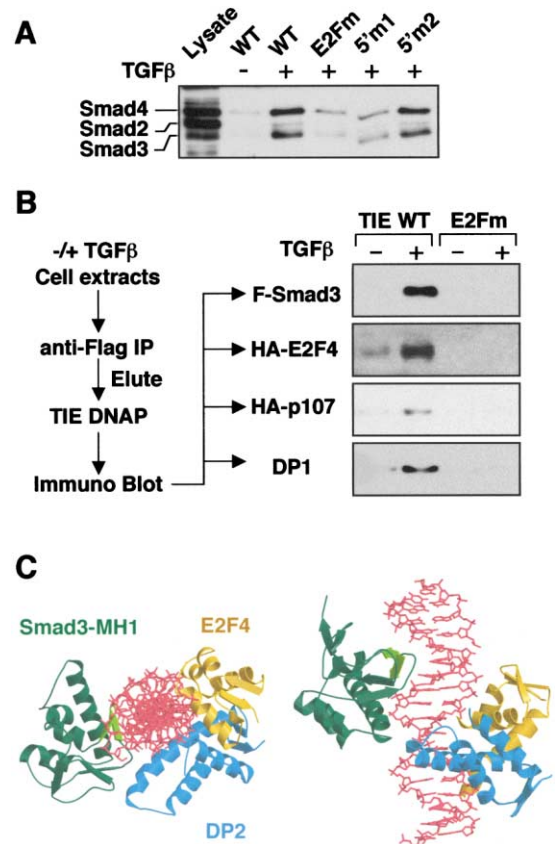 A
Lysate WT WT E2Fm 5'm1 5'm2
TGFβ - + + + +
Smad4
Smad2
Smad3
B
TIE WT E2Fm
TGFβ − + − +
-/+ TGFβ
Cell extracts
anti-Flag IP
Elute
TIE DNAP
Immuno Blot
F-Smad3
HA-E2F4
HA-p107
DP1
C
Smad3-MH1 E2F4
DP2